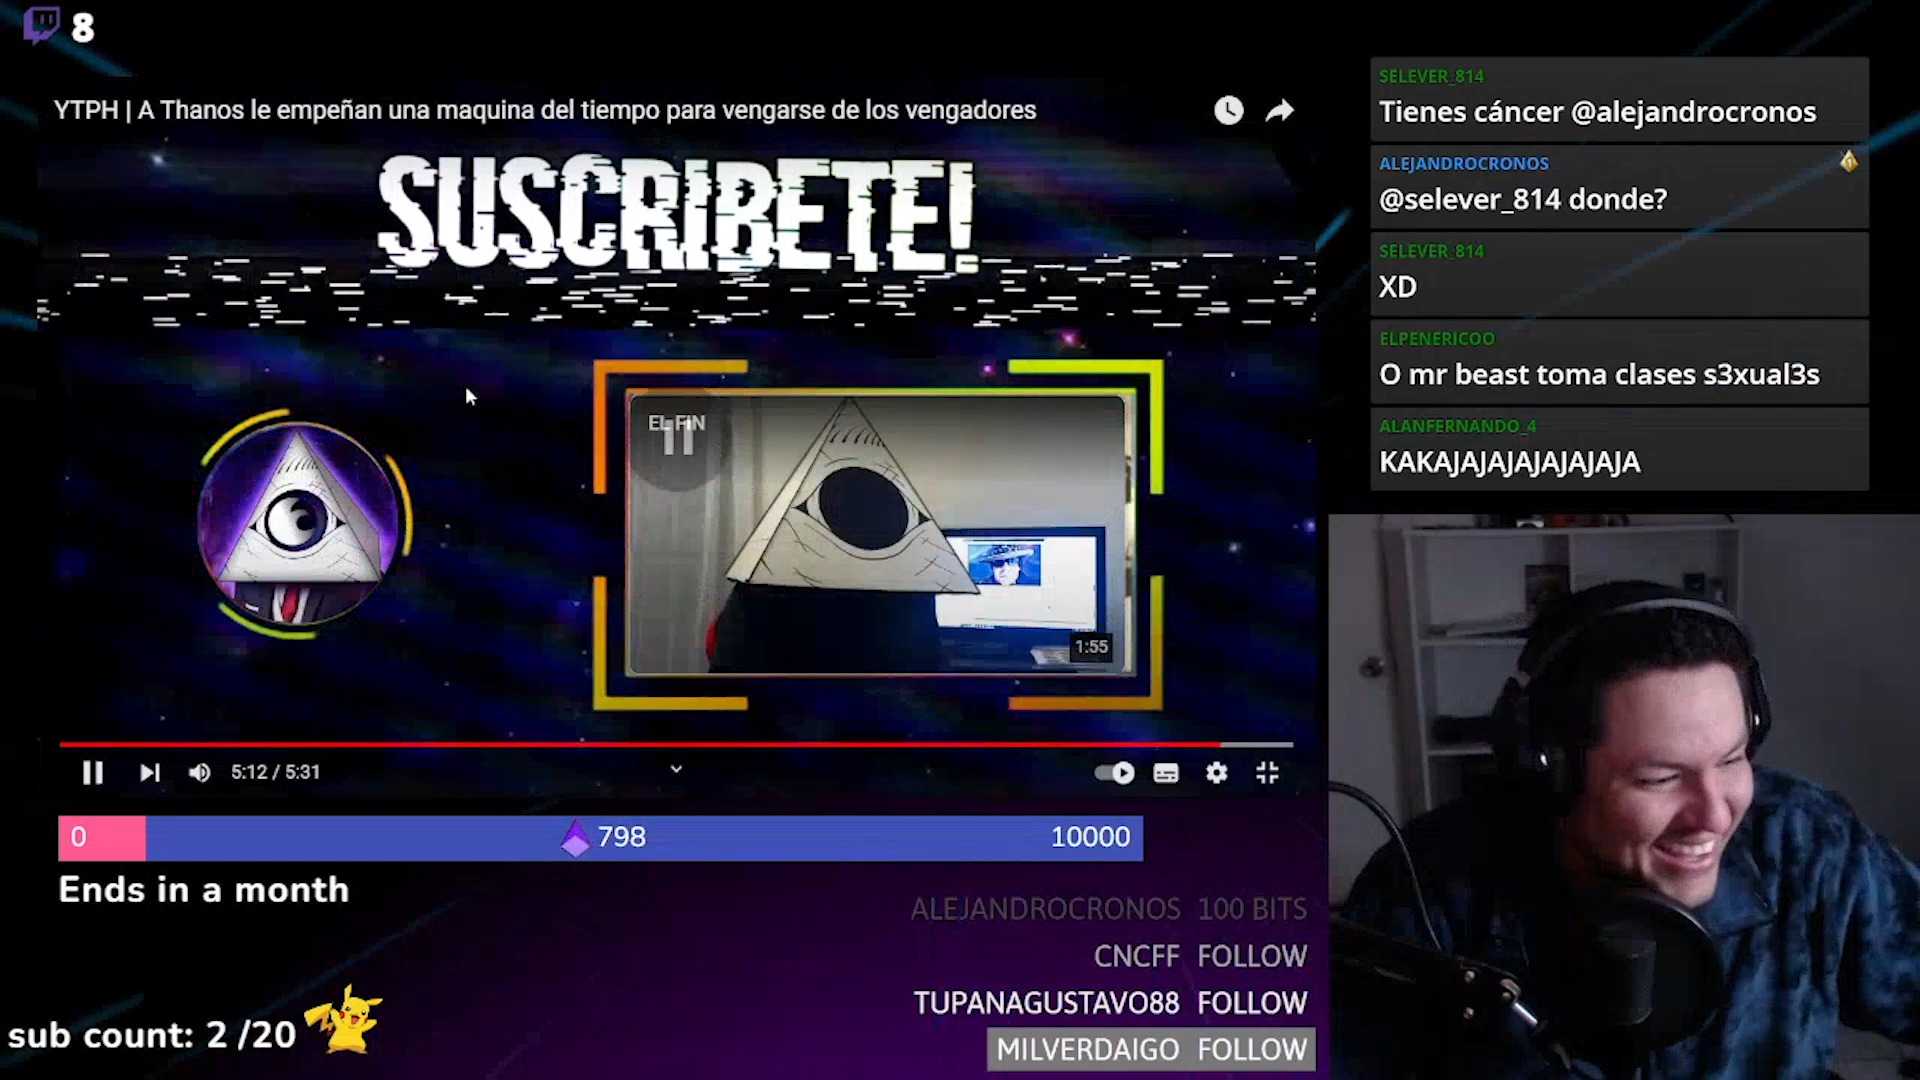 8
YTPH | A Thanos le empeñan una maquina del tiempo para vengarse de los vengadores
SUSCRIBETE!
EL FIN
1:55
5:12 / 5:31
0
798
10000
Ends in a month
ALEJANDROCRONOS 100 BITS
CNCFF FOLLOW
TUPANAGUSTAVO88 FOLLOW
MILVERDAIGO FOLLOW
sub count: 2 /20
SELEVER_814
Tienes cáncer @alejandrocronos
ALEJANDROCRONOS
@selever_814 donde?
SELEVER_814
XD
ELPENERICOO
O mr beast toma clases s3xual3s
ALANFERNANDO_4
KAKAJAJAJAJAJAJAJA